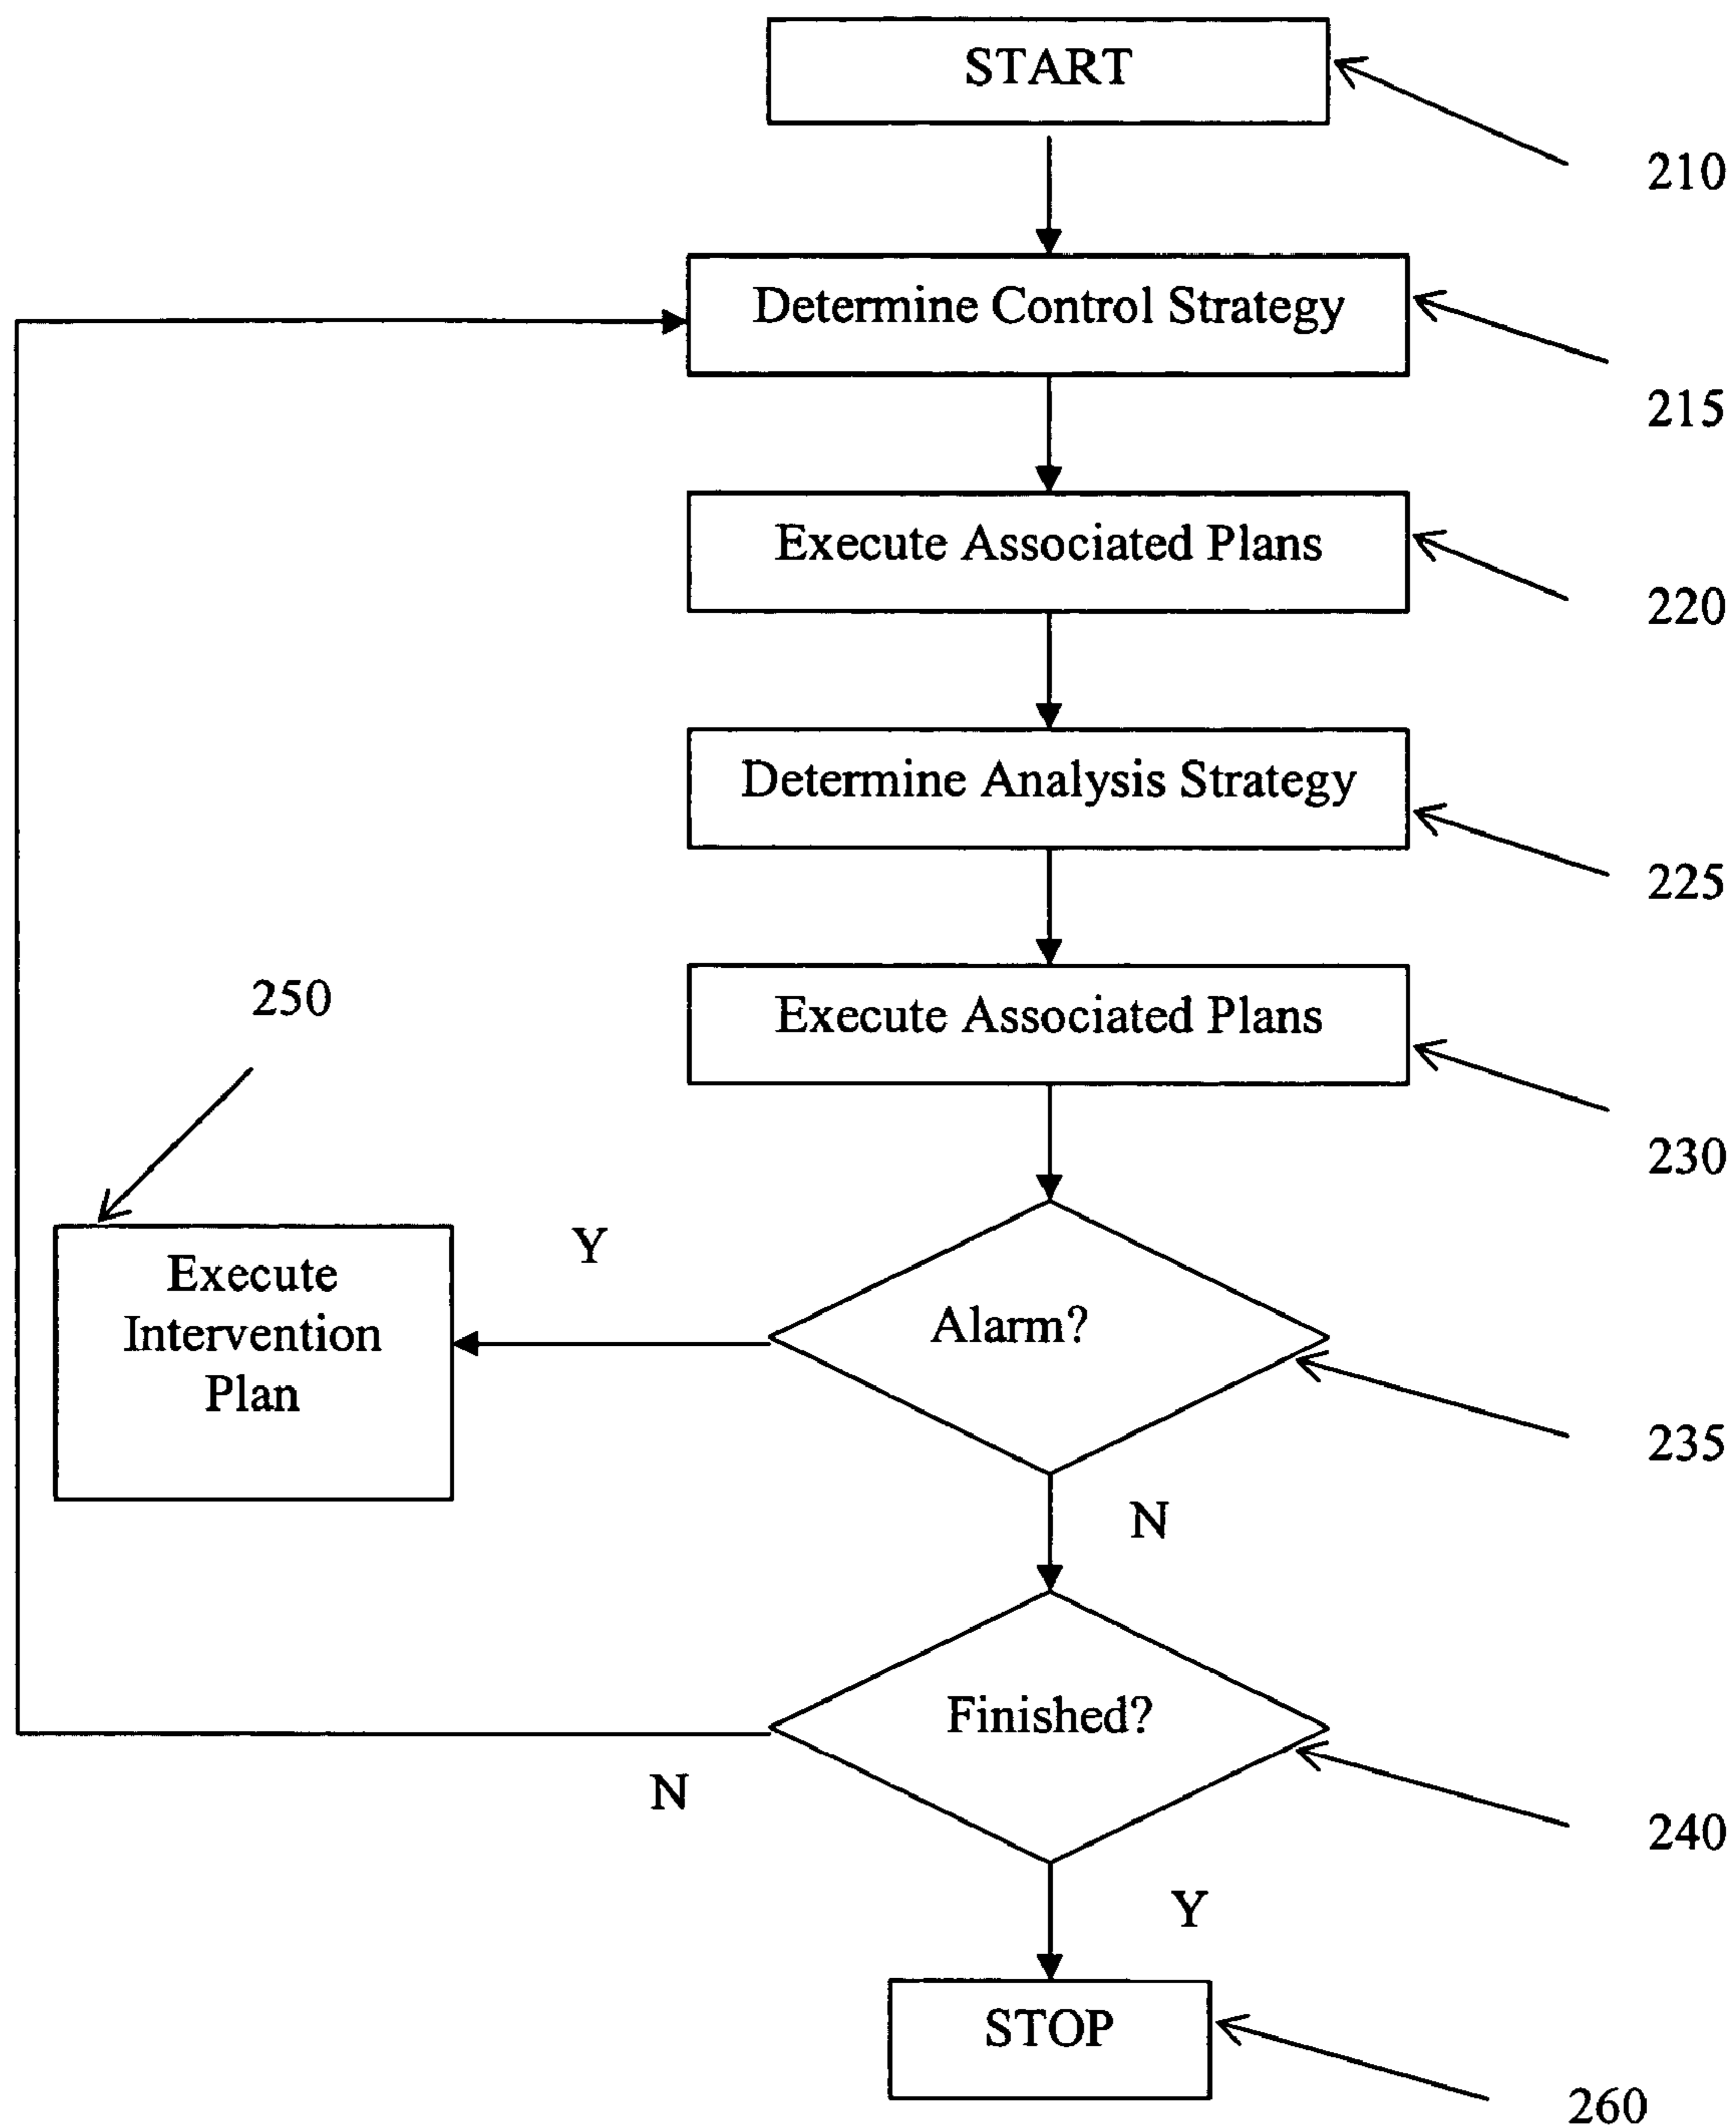 START
210
Determine Control Strategy
215
Execute Associated Plans
220
Determine Analysis Strategy
225
Execute Associated Plans
230
250
Execute
Intervention
Plan
Y
Alarm?
235
N
Finished?
240
N
Y
STOP
260